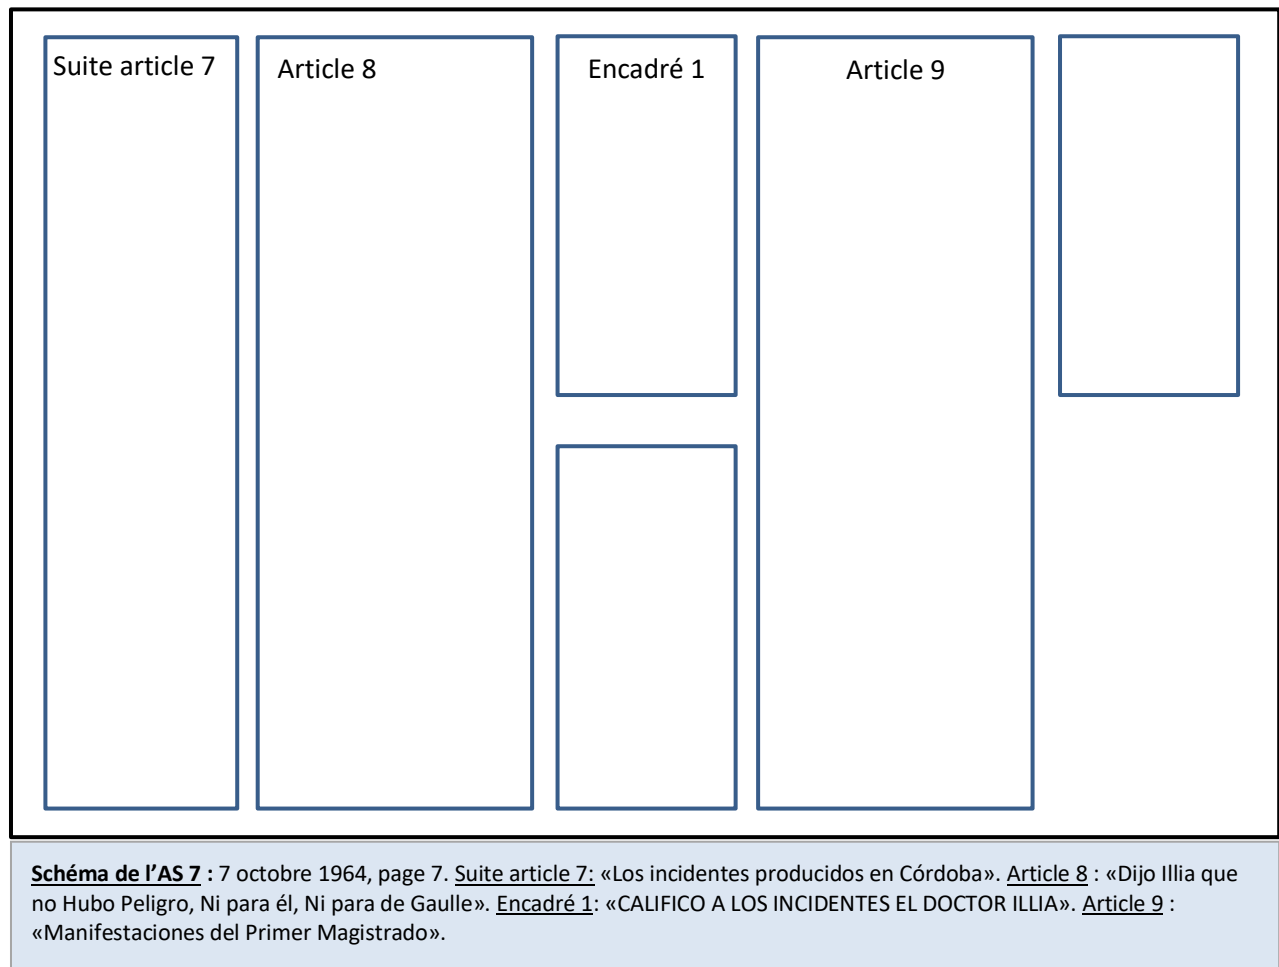 Suite article 7
Article 8
Encadré 1
Article 9
Schéma de l’AS 7 : 7 octobre 1964, page 7. Suite article 7: «Los incidentes producidos en Córdoba». Article 8 : «Dijo Illia que
no Hubo Peligro, Ni para él, Ni para de Gaulle». Encadré 1: «CALIFICO A LOS INCIDENTES EL DOCTOR ILLIA». Article 9 :
«Manifestaciones del Primer Magistrado».